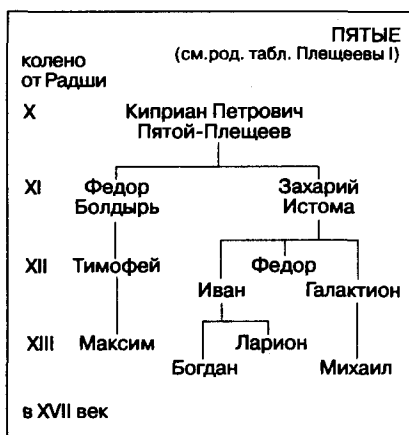 ПЯТЫЕ
(см.род. табл. Плещеевы I)
колено
от Радши
X Киприан Петрович
Пятой-Плещеев
XI Федор Захарий
Болдырь Истома
XII Тимофей Федор
Иван Галактион
XIII Максим Ларион
Богдан Михаил
в XVII век